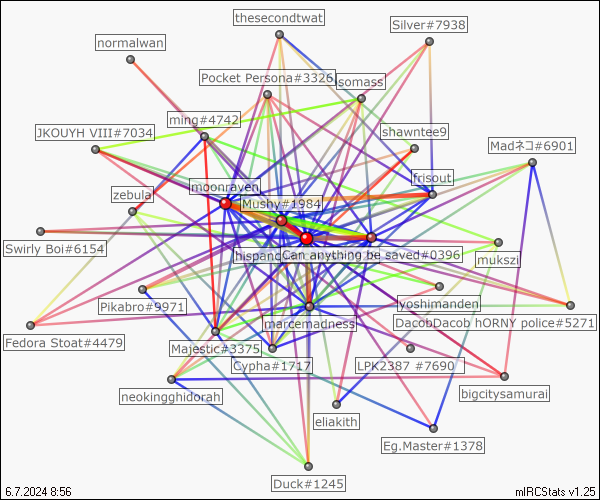 thesecondtwat
Silver#7938
normalwan
Pocket Persona#3326
somass
ming#4742
JKOUYH VIII#7034
shawntee9
Madネコ#6901
frisout
moonraven
zebula
Mushy#1984
Swirly Boi#6154
hispanc
Can anything be saved#0396
mukszi
Pikabro#9971
yoshimanden
marcemadness
DacobDacob hORNY police#5271
Fedora Stoat#4479
Majestic#3375
Cypha#1717
LPK2387 #7690
bigcitysamurai
neokingghidorah
eliakith
Eg.Master#1378
Duck#1245
6.7.2024 8:56
mIRCStats v1.25